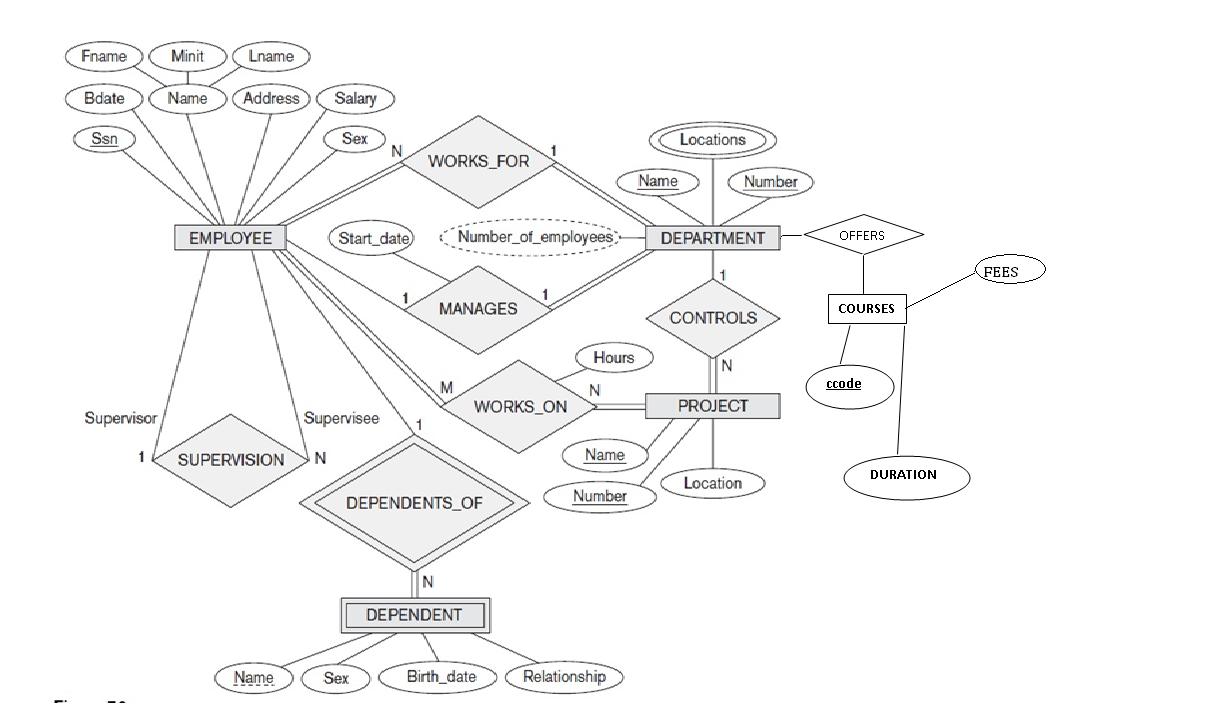 Fname Minit Lname
Bdate Name Address Salary
Ssn Sex
N WORKS_FOR 1
Locations
Name Number
EMPLOYEE Start_date Number_of_employees DEPARTMENT OFFERS
FEES
1 MANAGES 1
1
CONTROLS
N
COURSES
ccode
DURATION
Hours
M WORKS_ON N PROJECT
Name
Number
Location
Supervisor Supervisee
1 SUPERVISION N
1
DEPENDENTS_OF
N
DEPENDENT
Name Sex Birth_date Relationship